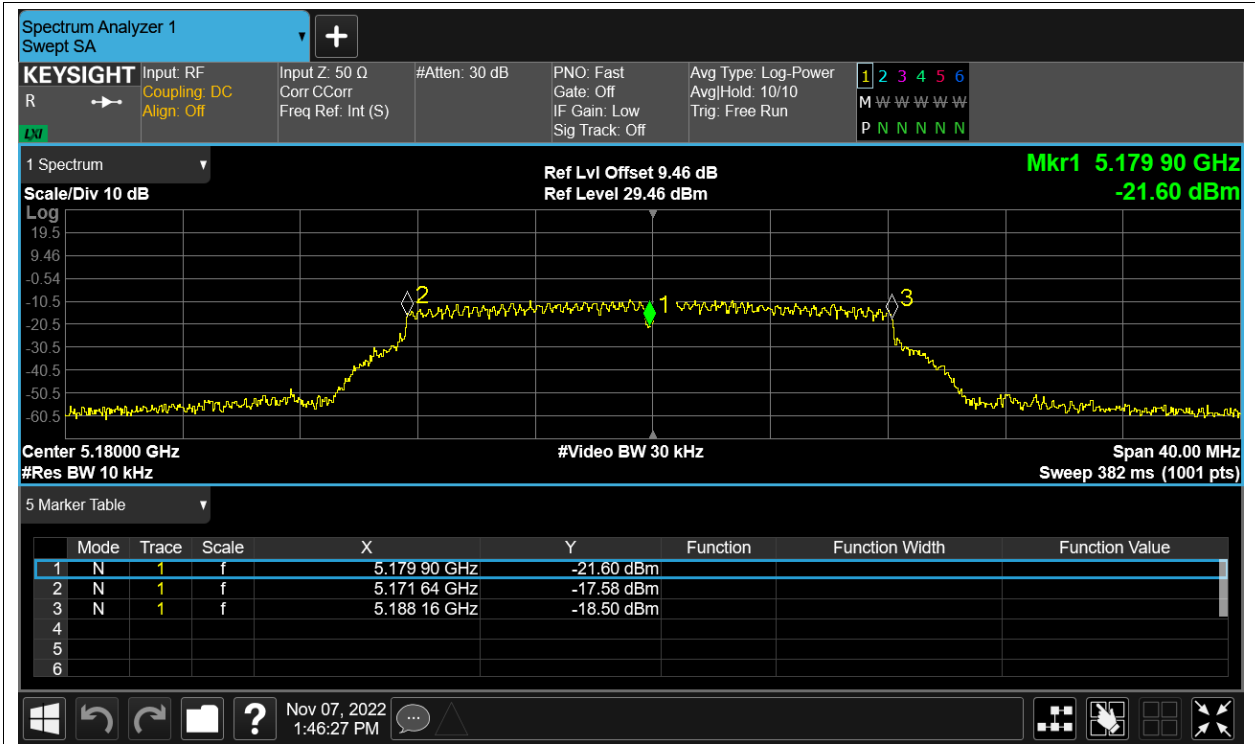 Spectrum Analyzer 1
Swept SA
KEYSIGHT Input: RF Input Z: 50 Ω #Atten: 30 dB PNO: Fast Avg Type: Log-Power 1 2 3 4 5 6
R Coupling: DC Corr CCorr Gate: Off Avg|Hold: 10/10 M W W W W W
Align: Off Freq Ref: Int (S) IF Gain: Low Trig: Free Run
LXI Sig Track: Off P N N N N N
1 Spectrum Ref Lvl Offset 9.46 dB Mkr1 5.179 90 GHz
Scale/Div 10 dB Ref Level 29.46 dBm -21.60 dBm
Log
19.5
9.46
-0.54
-10.5 2 1 3
-20.5
-30.5
-40.5
-50.5
-60.5
Center 5.18000 GHz #Video BW 30 kHz Span 40.00 MHz
#Res BW 10 kHz Sweep 382 ms (1001 pts)
5 Marker Table
Mode Trace Scale X Y Function Function Width Function Value
1 N 1 f 5.179 90 GHz -21.60 dBm
2 N 1 f 5.171 64 GHz -17.58 dBm
3 N 1 f 5.188 16 GHz -18.50 dBm
4
5
6
? Nov 07, 2022
1:46:27 PM